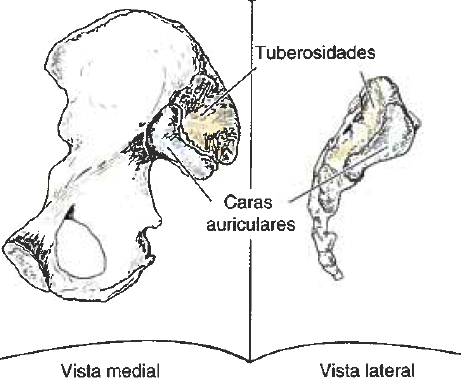 Tuberosidades
Caras
auriculares
Vista medial
Vista lateral